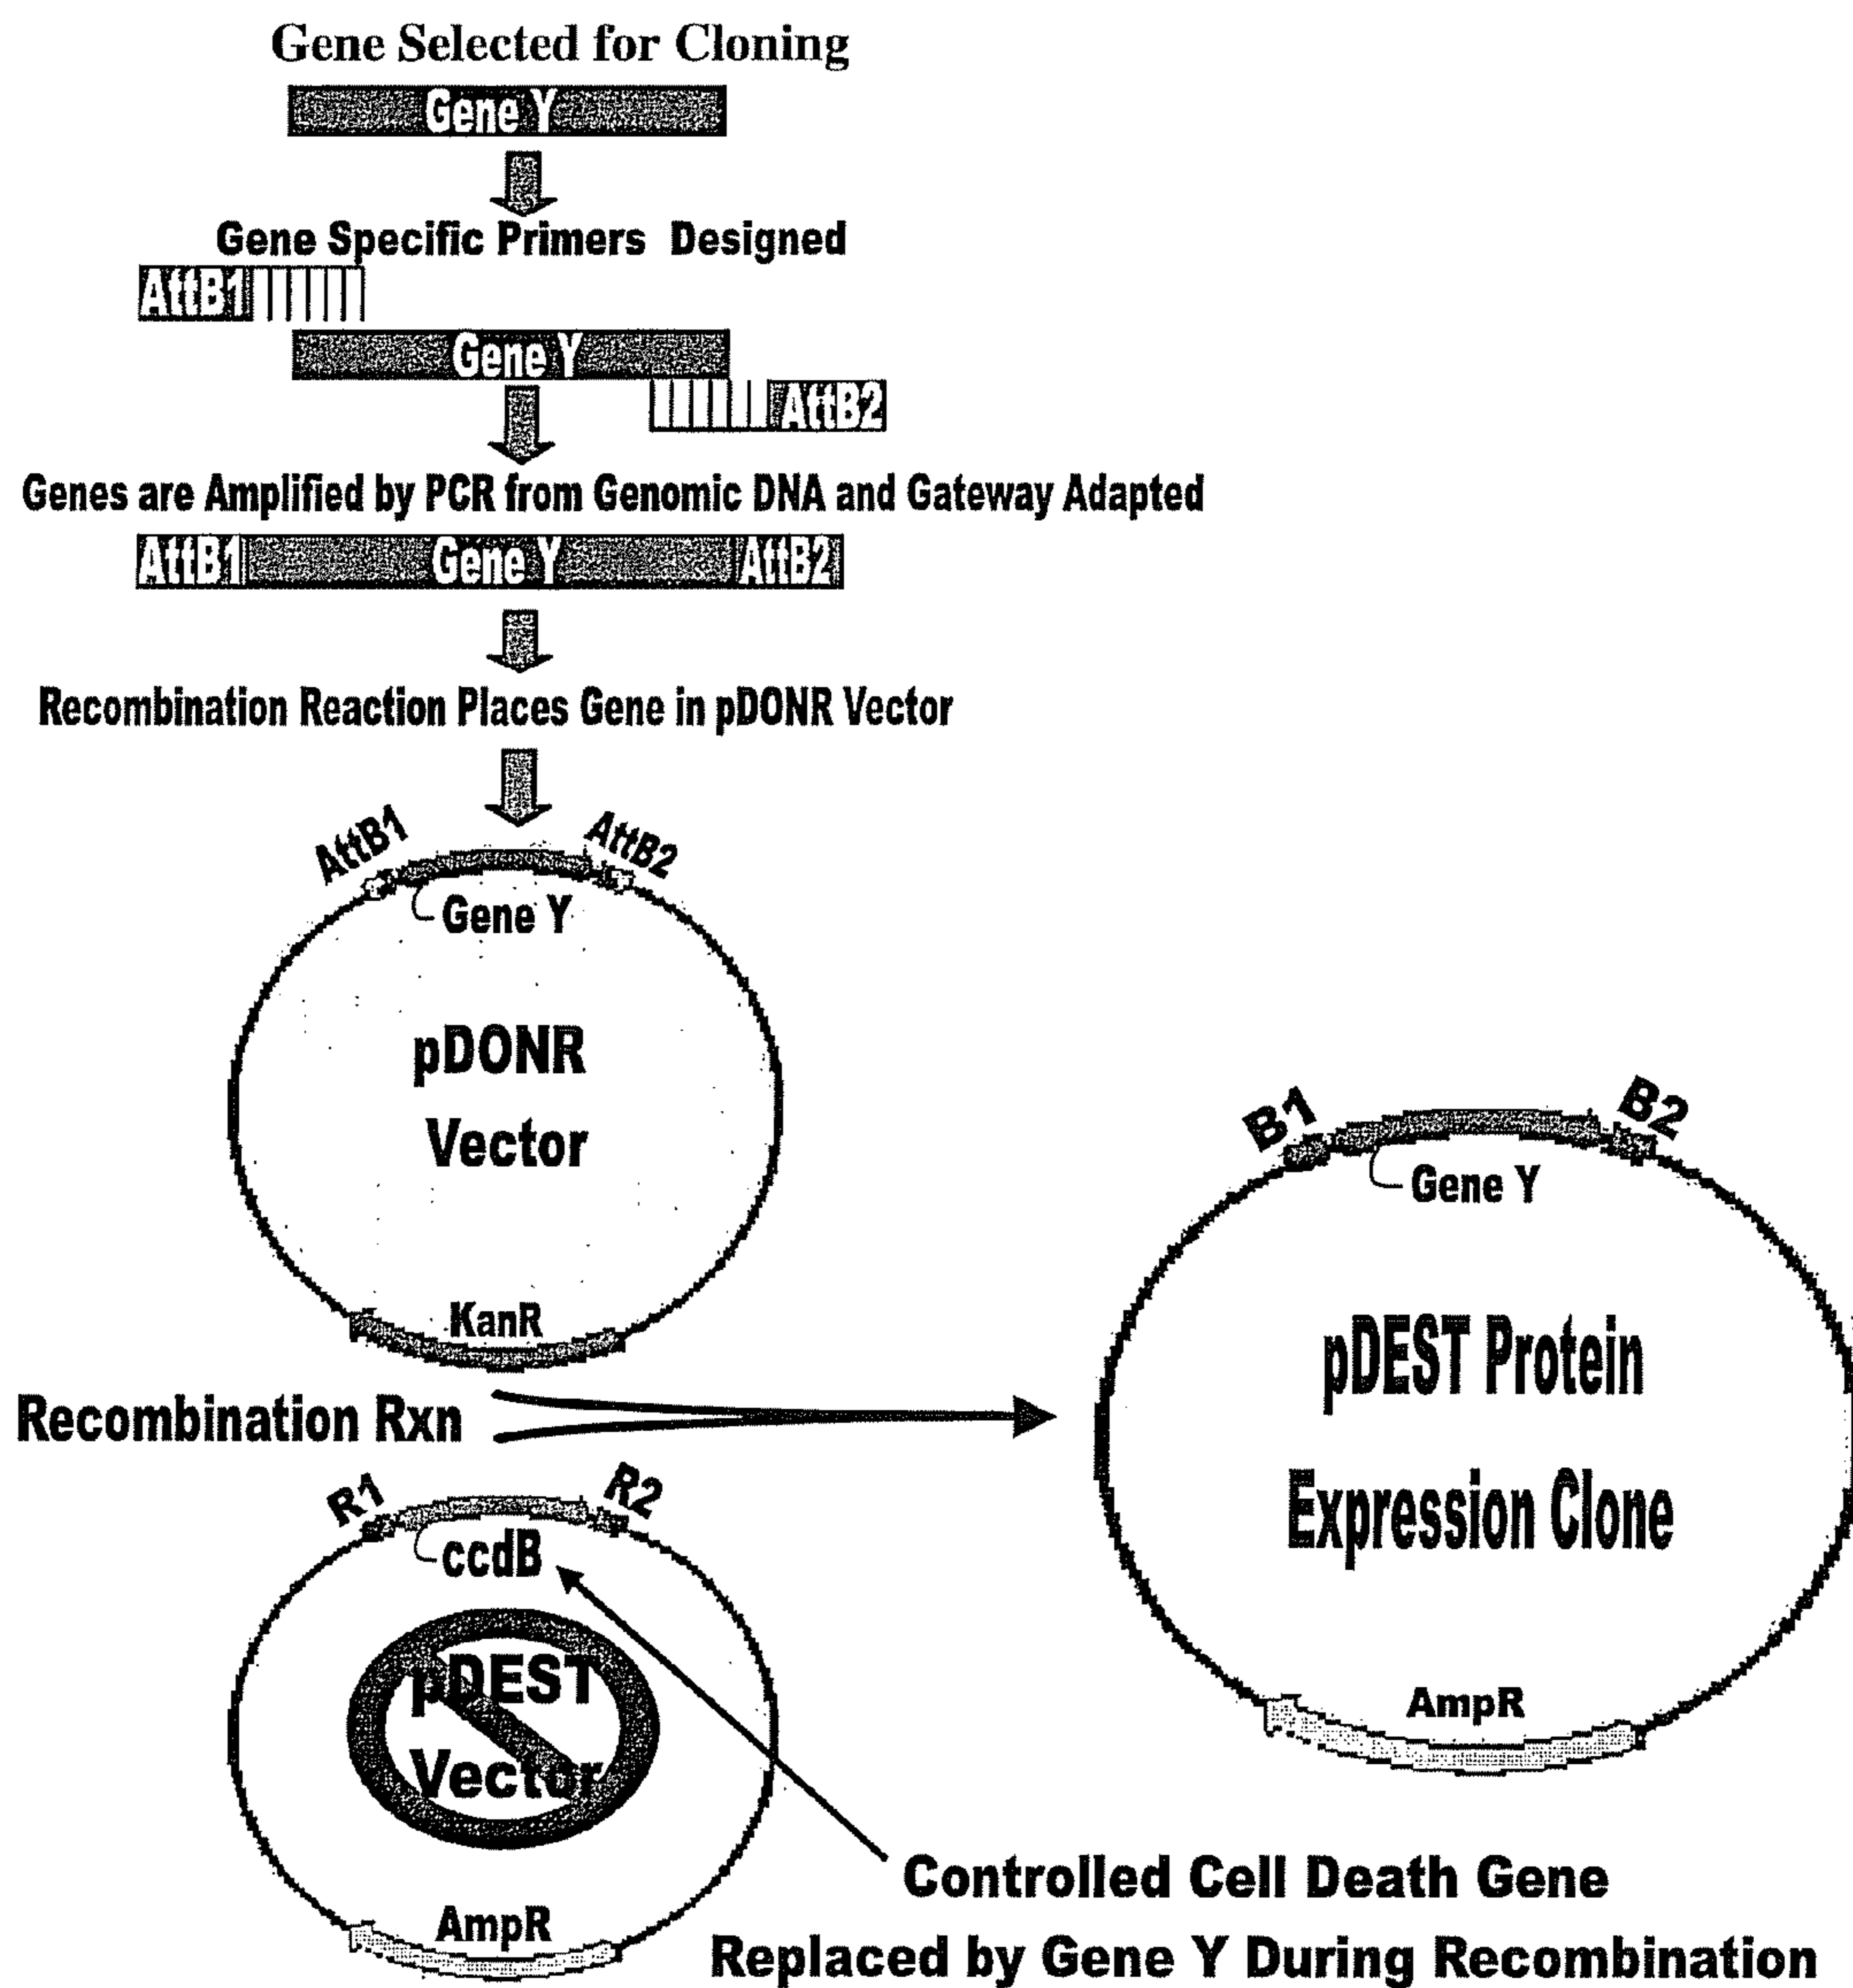 Gene Selected for Cloning
Gene Y
Gene Specific Primers Designed
AttB1
Gene Y
AttB2
Genes are Amplified by PCR from Genomic DNA and Gateway Adapted
AttB1 Gene Y AttB2
Recombination Reaction Places Gene in pDONR Vector
AttB1 AttB2
Gene Y
pDONR
Vector
KanR
Recombination Rxn
R1 R2
ccdB
pDEST
Vector
AmpR
B1 B2
Gene Y
pDEST Protein
Expression Clone
AmpR
Controlled Cell Death Gene
Replaced by Gene Y During Recombination